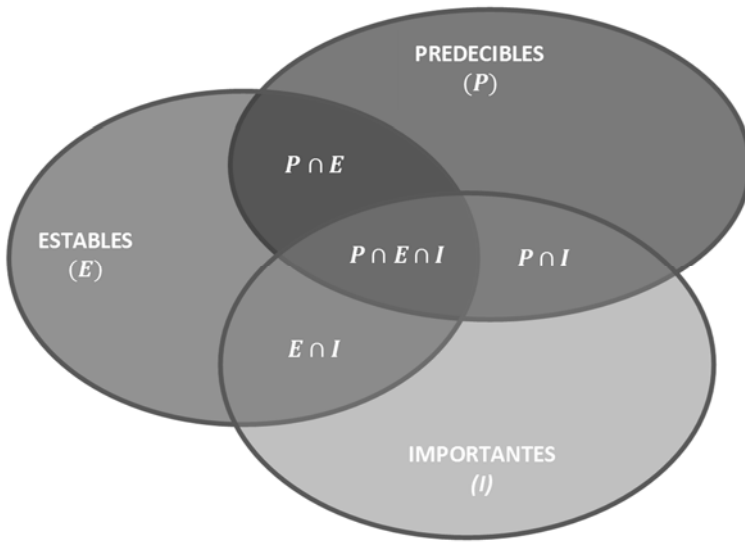 PREDECIBLES
(P)
P ∩ E
ESTABLES
(E)
P ∩ E ∩ I
P ∩ I
E ∩ I
IMPORTANTES
(I)